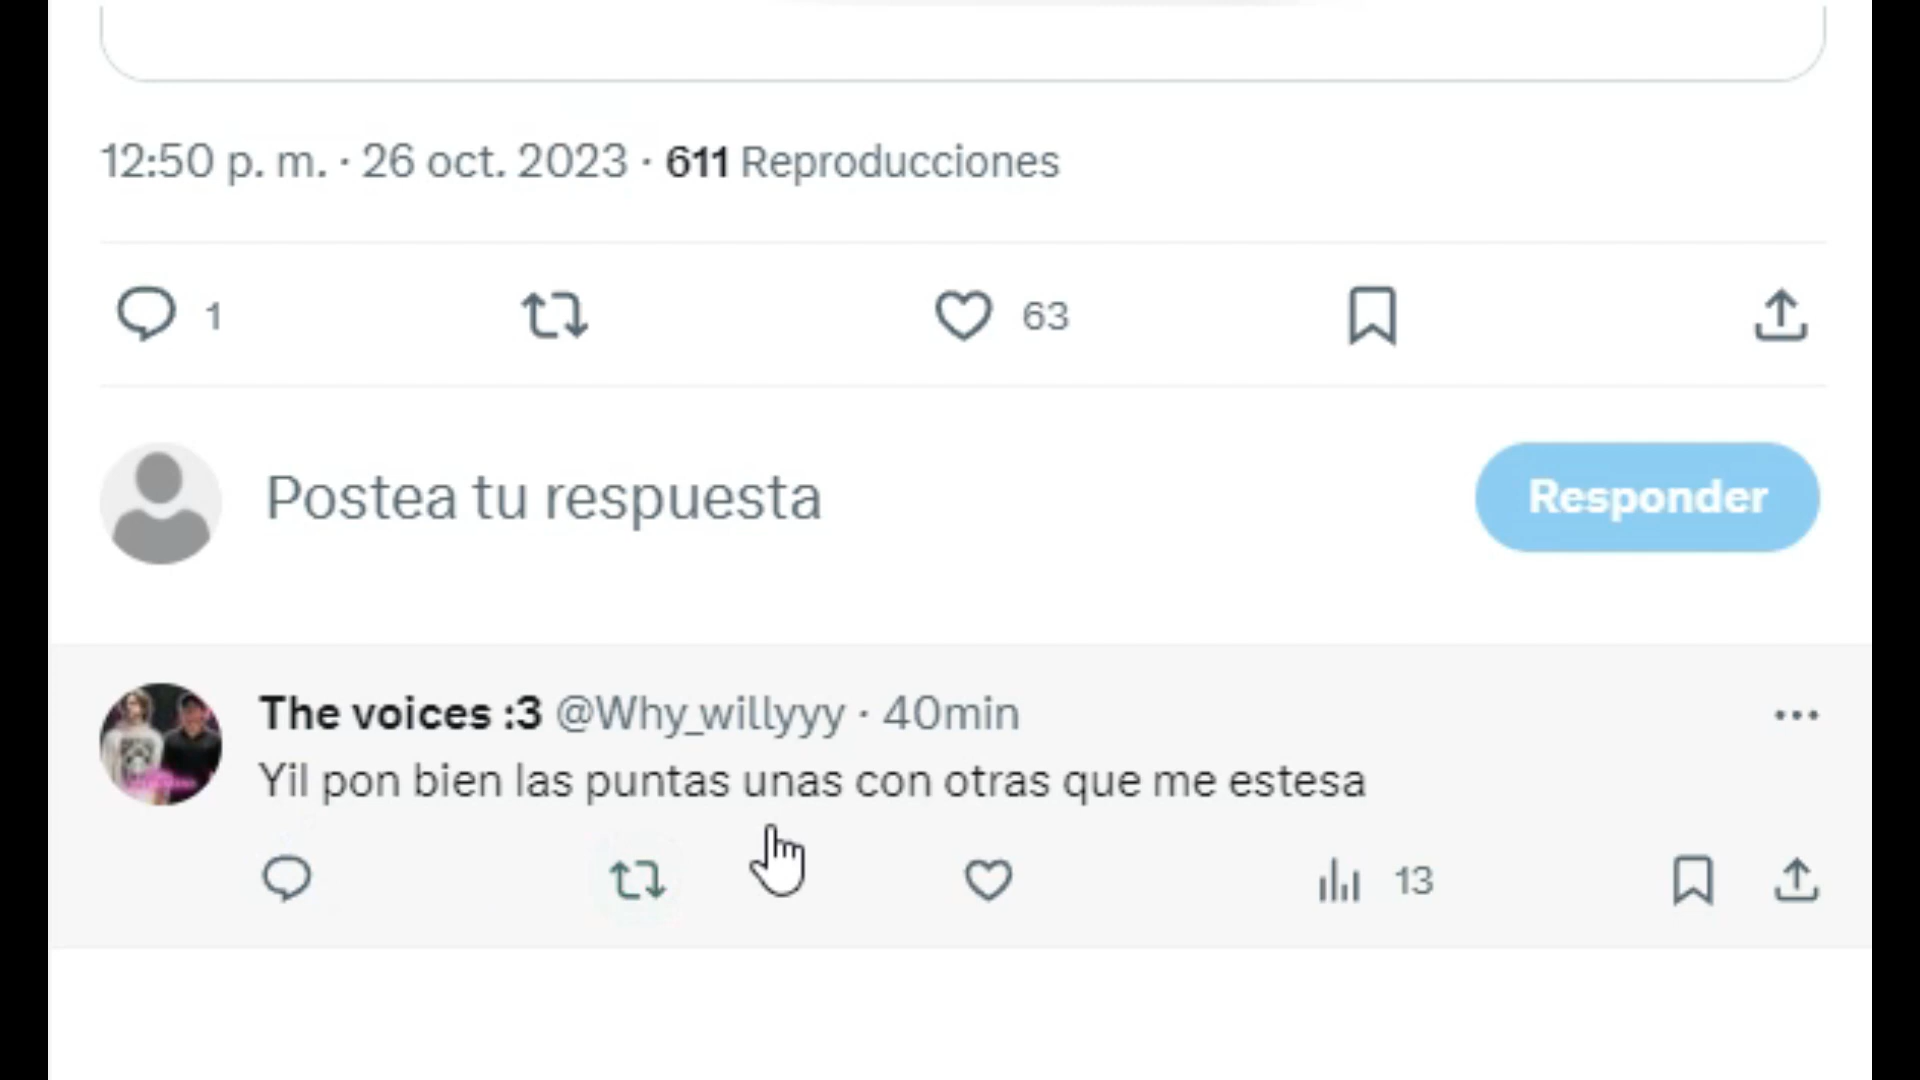 12:50 p. m. · 26 oct. 2023 · 611 Reproducciones
1 63
Postea tu respuesta Responder
The voices :3 @Why_willyyy · 40min
Yil pon bien las puntas unas con otras que me estesa
13